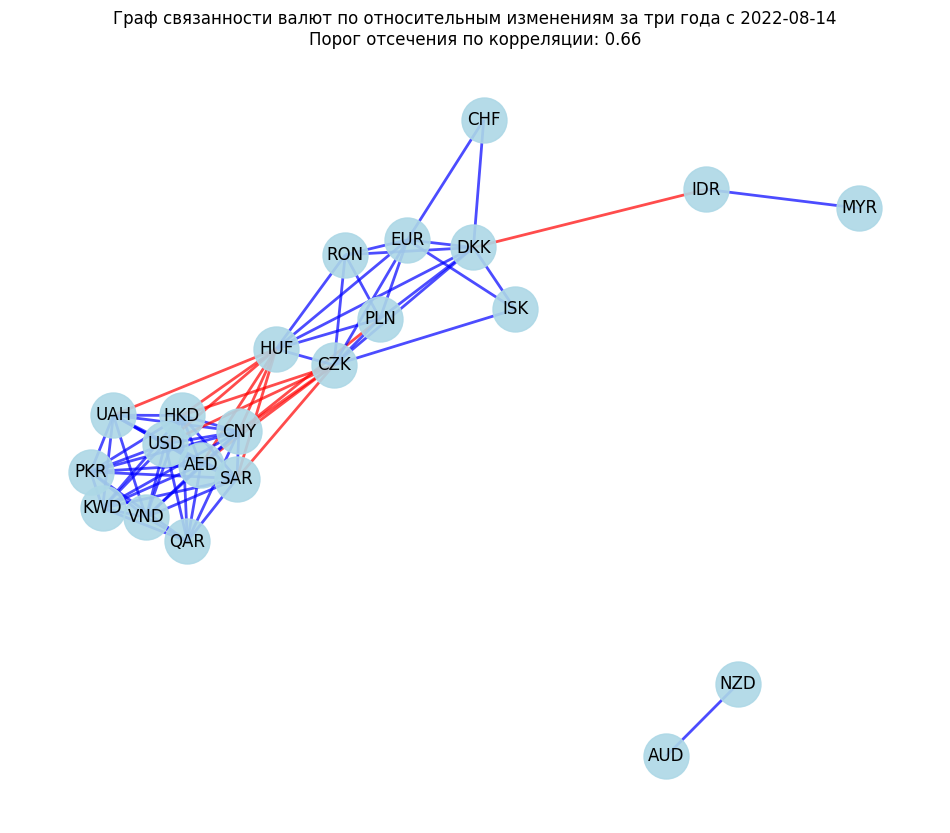 Граф связанности валют по относительным изменениям за три года с 2022-08-14
Порог отсечения по корреляции: 0.66
CHF
IDR
MYR
EUR
DKK
RON
ISK
PLN
HUF
CZK
UAH
HKD
CNY
USD
AED
PKR
SAR
KWD
VND
QAR
NZD
AUD